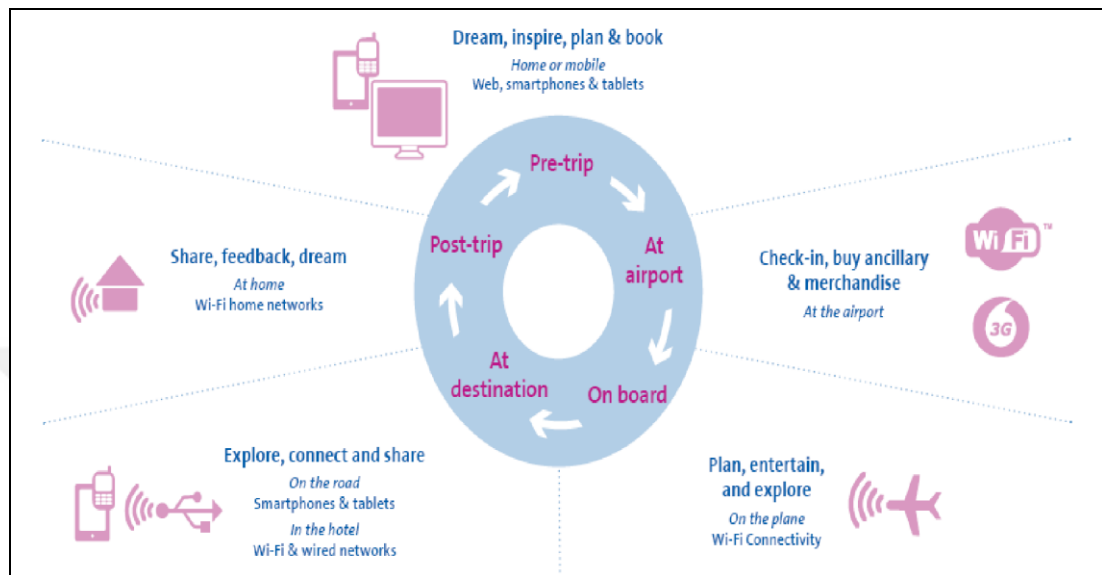 Dream, inspire, plan & book
Home or mobile
Web, smartphones & tablets
Pre-trip
At
airport
On board
At
destination
Post-trip
Check-in, buy ancillary
& merchandise
At the airport
Wi Fi TM
3G
Plan, entertain,
and explore
On the plane
Wi-Fi Connectivity
Explore, connect and share
On the road
Smartphones & tablets
In the hotel
Wi-Fi & wired networks
Share, feedback, dream
At home
Wi-Fi home networks